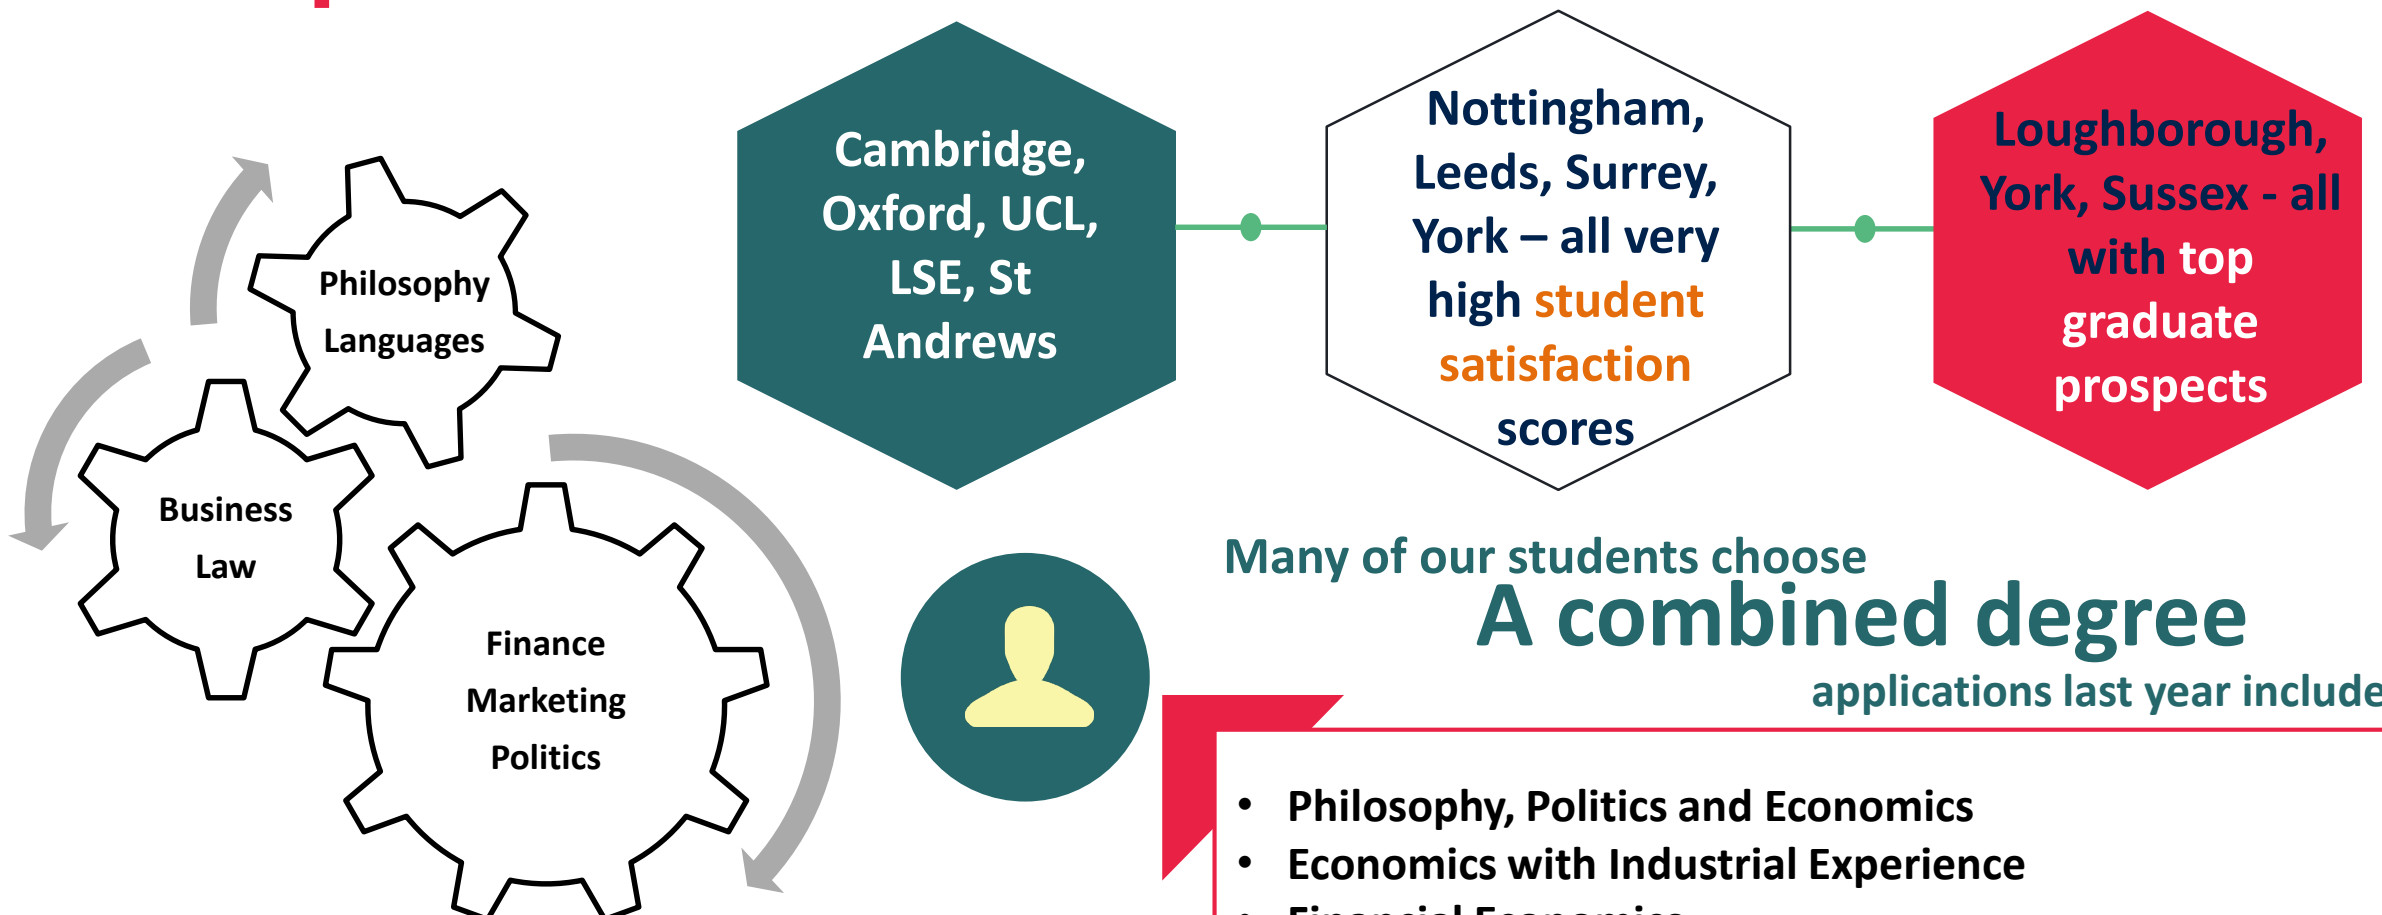 Philosophy
Languages
Business
Law
Finance
Marketing
Politics
Cambridge,
Oxford, UCL,
LSE, St
Andrews
Nottingham,
Leeds, Surrey,
York – all very
high student
satisfaction
scores
Loughborough,
York, Sussex - all
with top
graduate
prospects
Many of our students choose
A combined degree
applications last year include
• Philosophy, Politics and Economics
• Economics with Industrial Experience
• Financial Economics